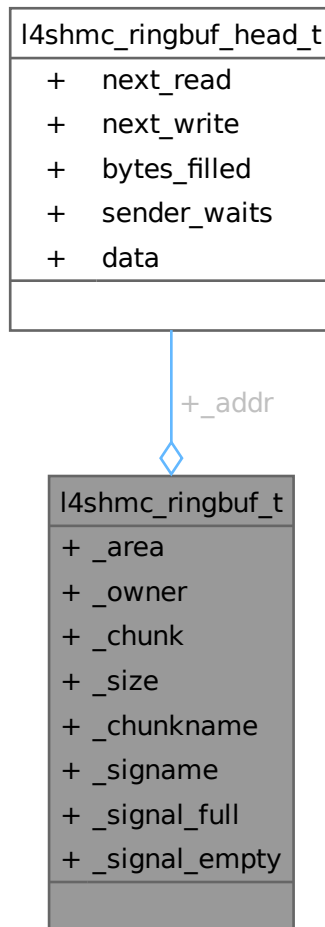 l4shmc_ringbuf_head_t
+ next_read
+ next_write
+ bytes_filled
+ sender_waits
+ data
+_addr
l4shmc_ringbuf_t
+ _area
+ _owner
+ _chunk
+ _size
+ _chunkname
+ _signame
+ _signal_full
+ _signal_empty